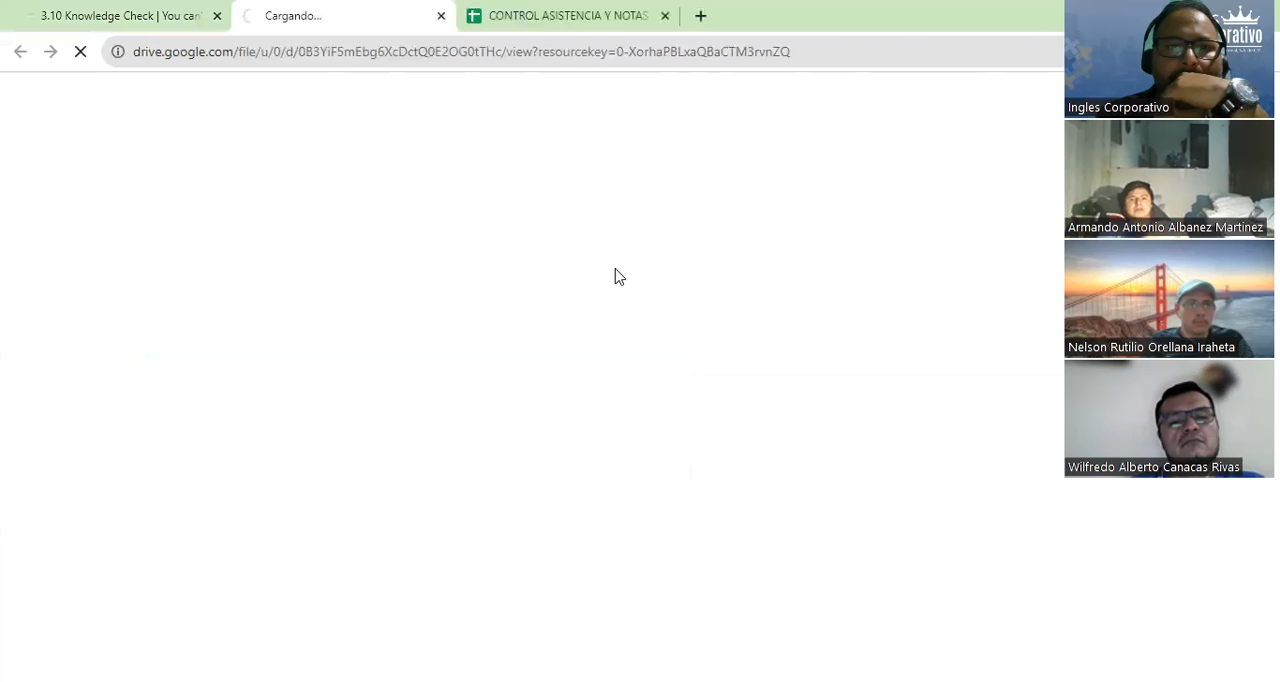 3.10 Knowledge Check | You can'
Cargando...
CONTROL ASISTENCIA Y NOTAS
drive.google.com/file/u/0/d/0B3YiF5mEbg6XcDctQ0E2OG0tTHc/view?resourcekey=0-XorhaPBLxaQBaCTM3rvnZQ
Ingles Corporativo
Armando Antonio Albanez Martinez
Nelson Rutilio Orellana Iraheta
Wilfredo Alberto Canacas Rivas